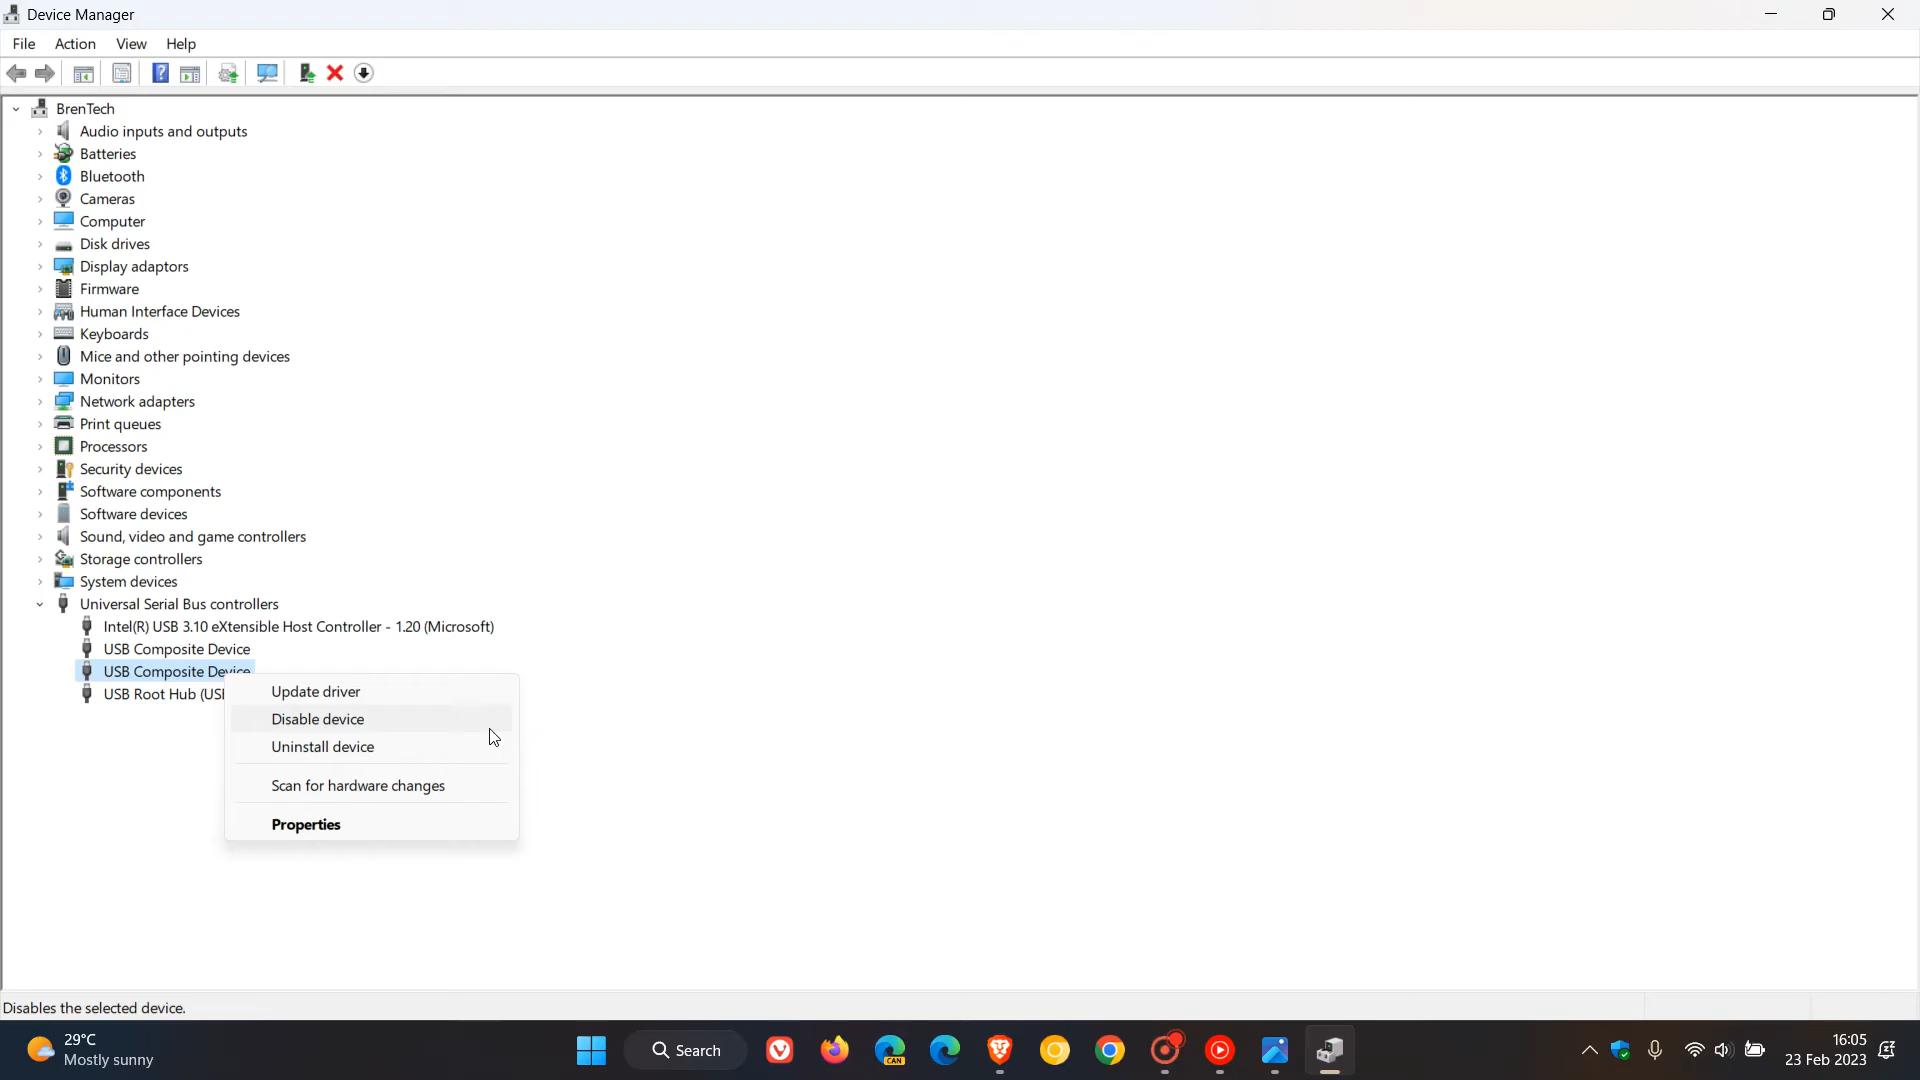 Device Manager
File Action View Help
BrenTech
Audio inputs and outputs
Batteries
Bluetooth
Cameras
Computer
Disk drives
Display adaptors
Firmware
Human Interface Devices
Keyboards
Mice and other pointing devices
Monitors
Network adapters
Print queues
Processors
Security devices
Software components
Software devices
Sound, video and game controllers
Storage controllers
System devices
Universal Serial Bus controllers
Intel(R) USB 3.10 eXtensible Host Controller - 1.20 (Microsoft)
USB Composite Device
USB Composite Device
USB Root Hub (USI
Update driver
Disable device
Uninstall device
Scan for hardware changes
Properties
Disables the selected device.
29°C
Mostly sunny
Search
CAN
16:05
23 Feb 2023